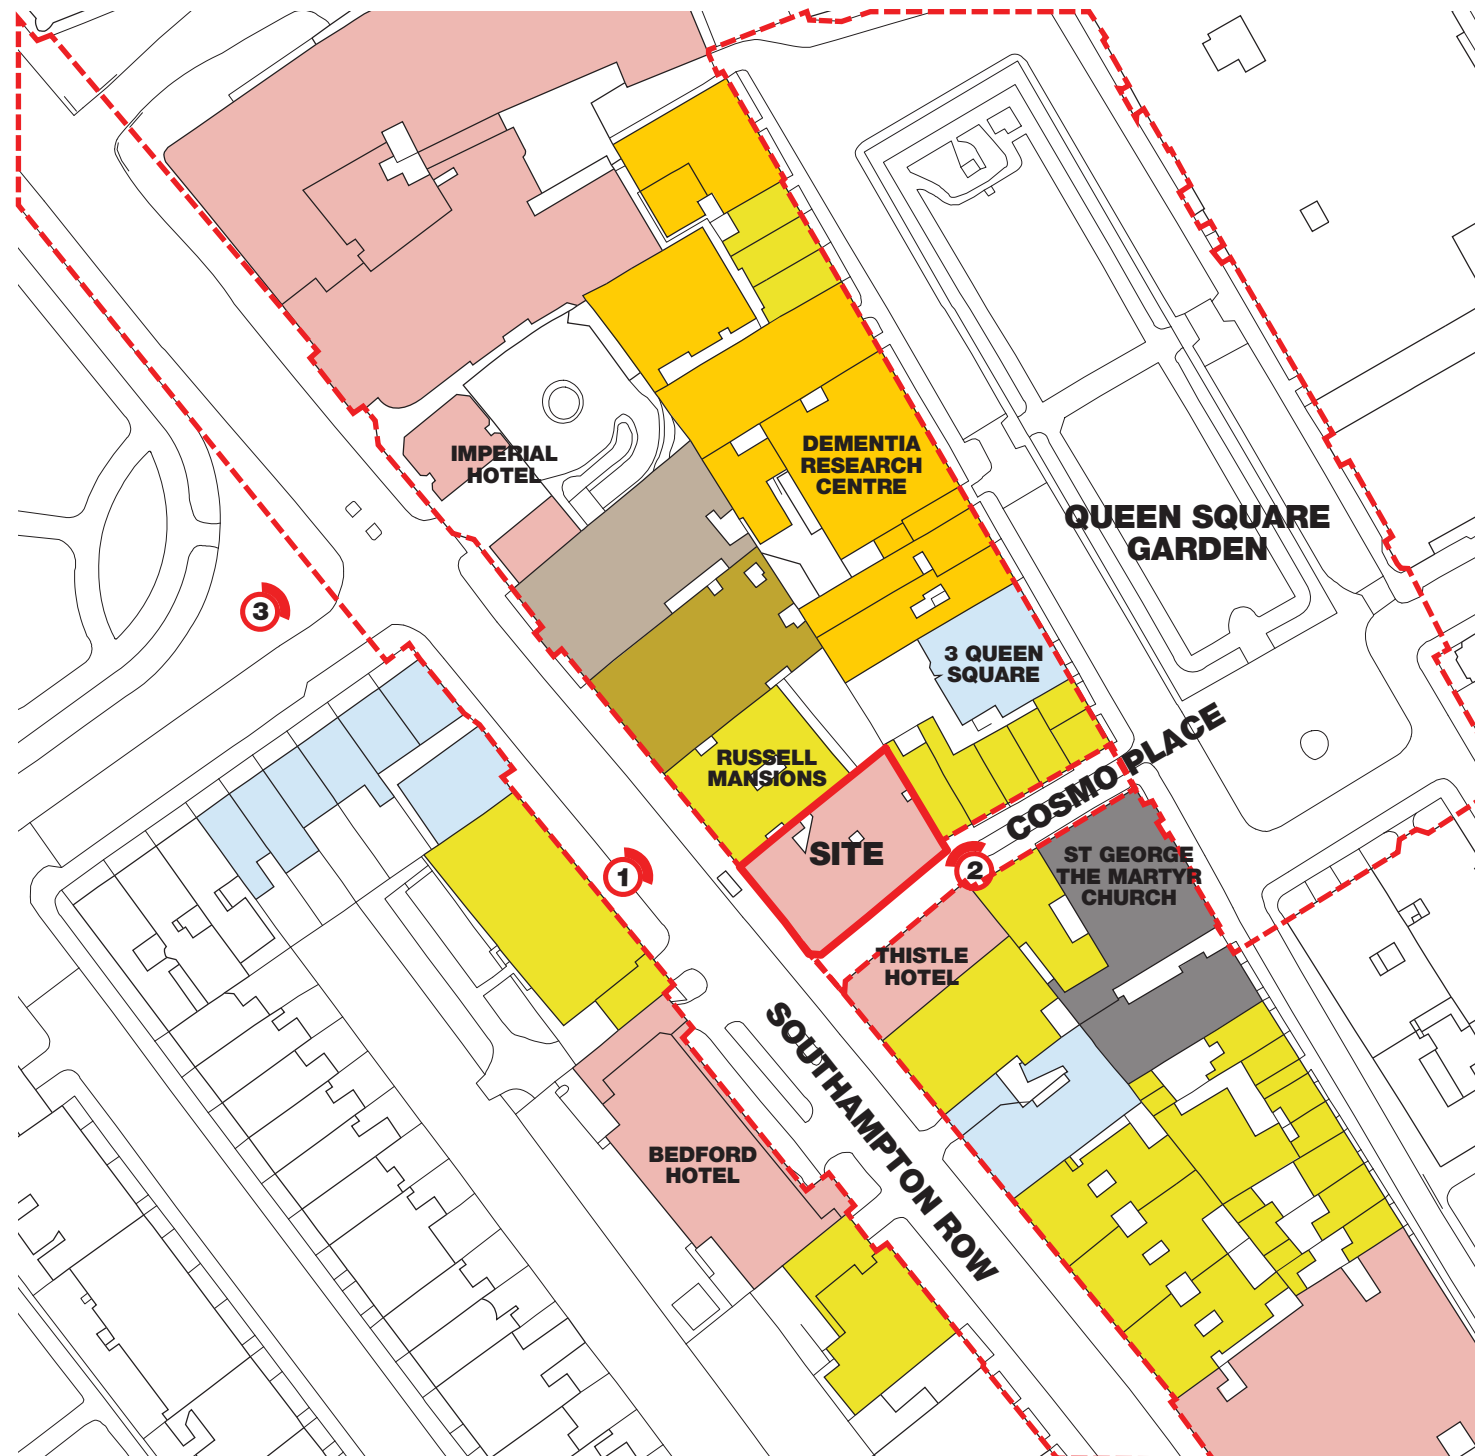 IMPERIAL
HOTEL
DEMENTIA
RESEARCH
CENTRE
QUEEN SQUARE
GARDEN
3
3 QUEEN
SQUARE
RUSSELL
MANSIONS
COSMO PLACE
SITE
1
2
ST GEORGE
THE MARTYR
CHURCH
THISTLE
HOTEL
SOUTHAMPTON ROW
BEDFORD
HOTEL